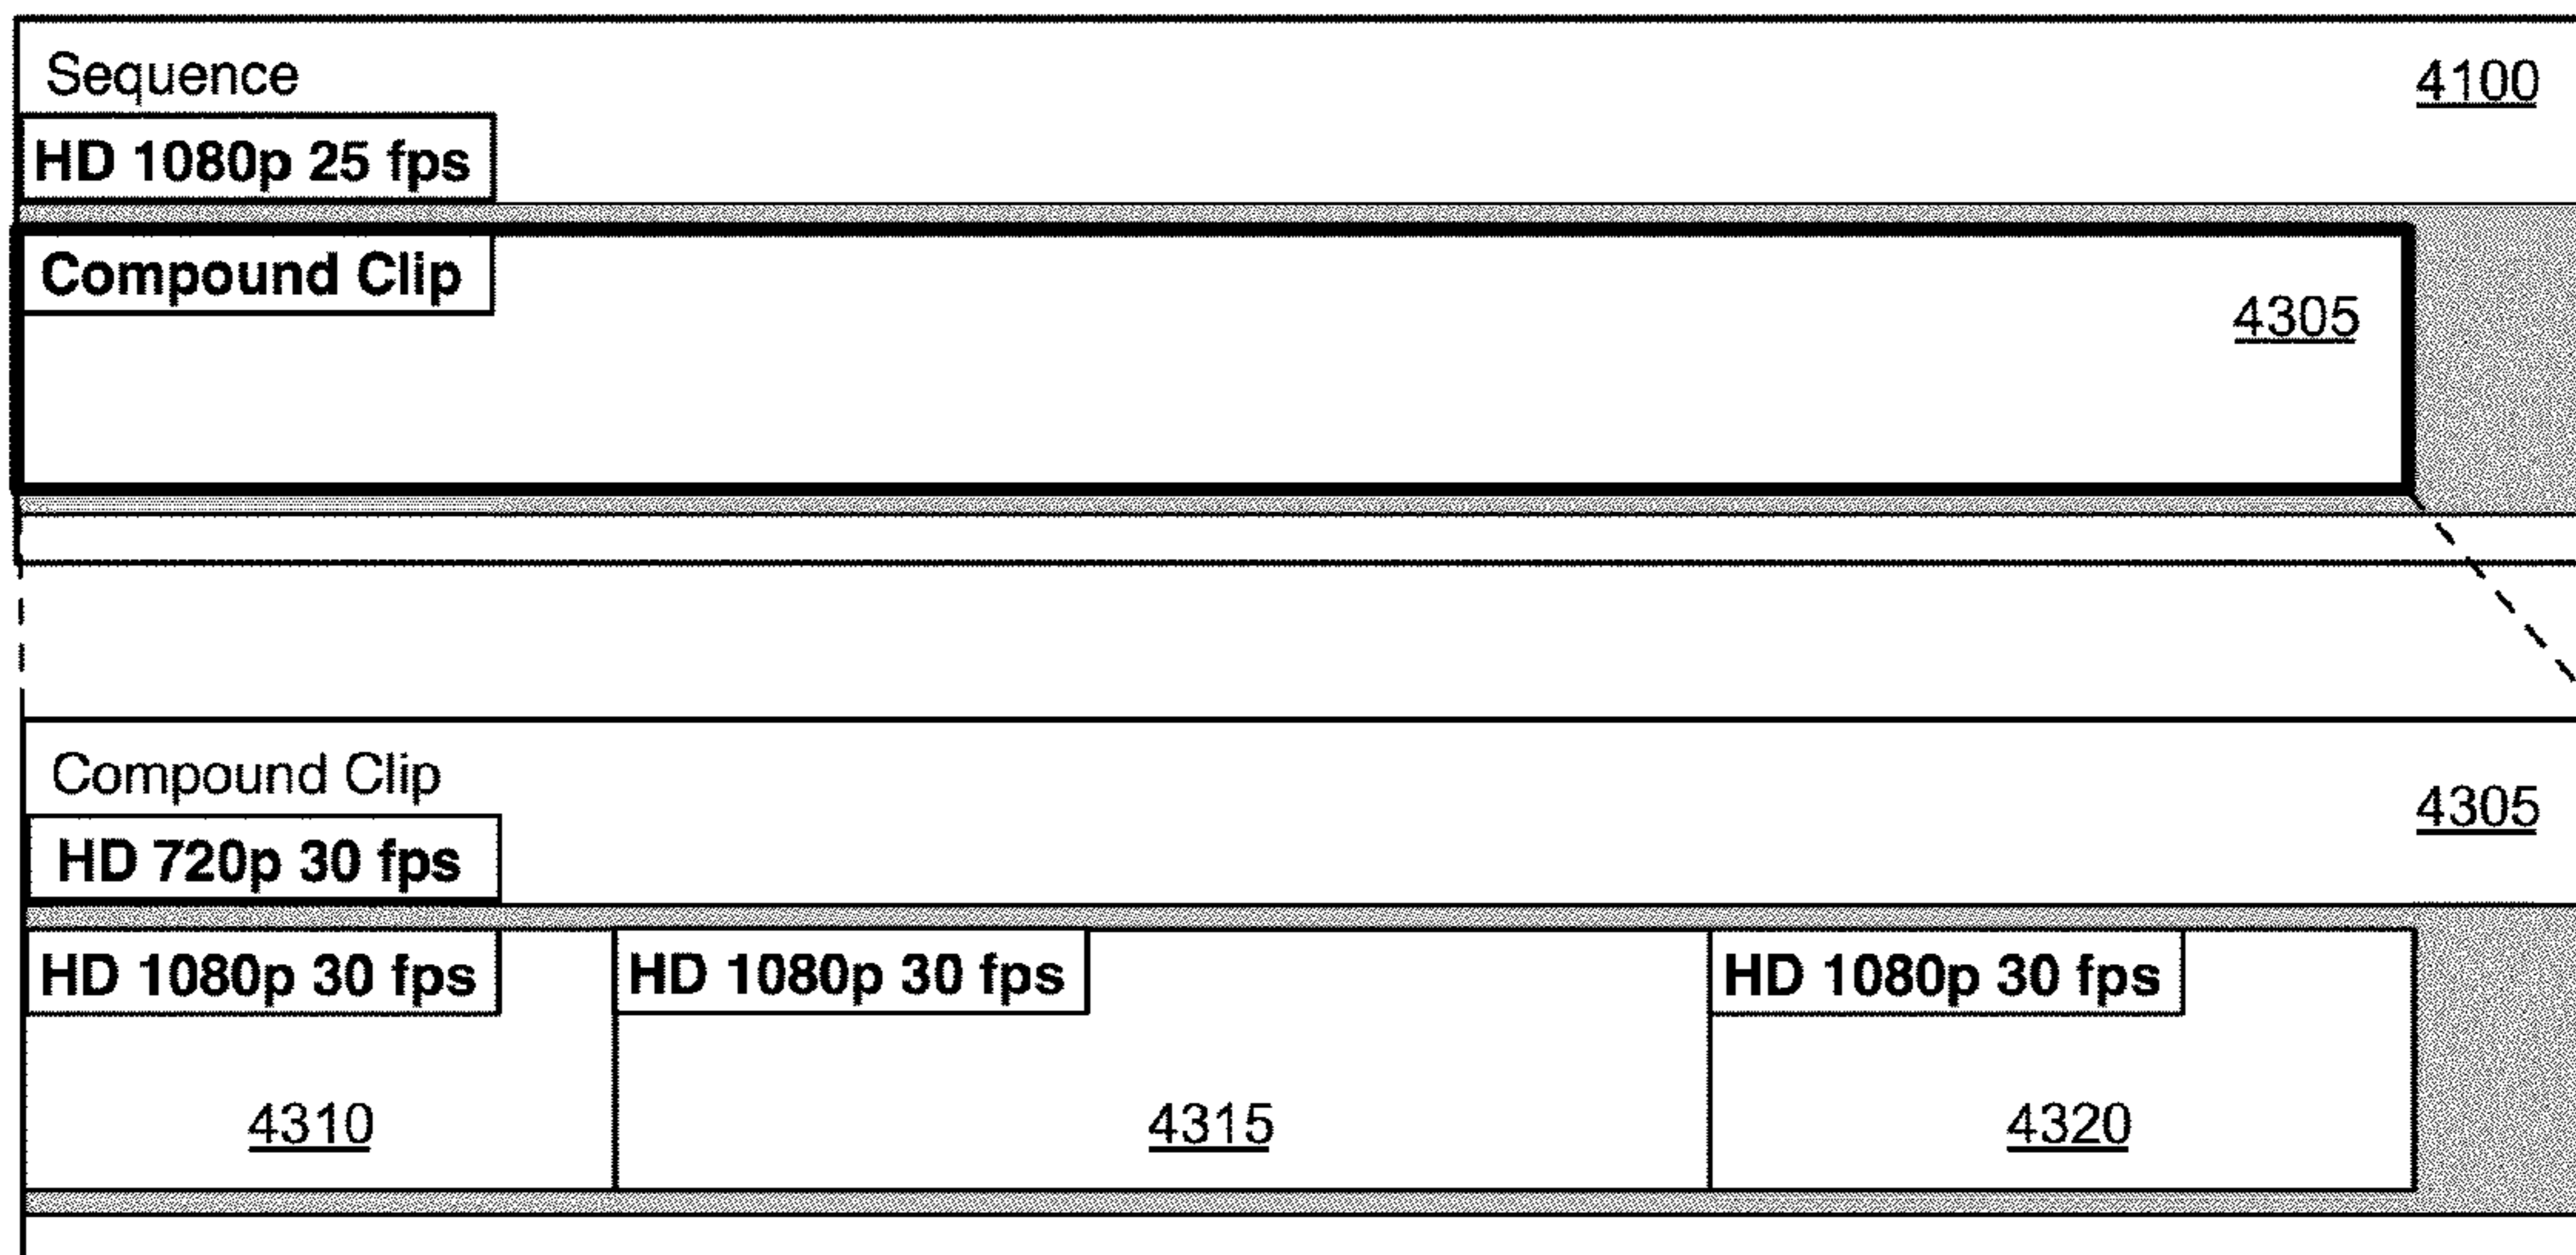 Sequence
4100
HD 1080p 25 fps
Compound Clip
4305
Compound Clip
4305
HD 720p 30 fps
HD 1080p 30 fps
HD 1080p 30 fps
HD 1080p 30 fps
4310
4315
4320